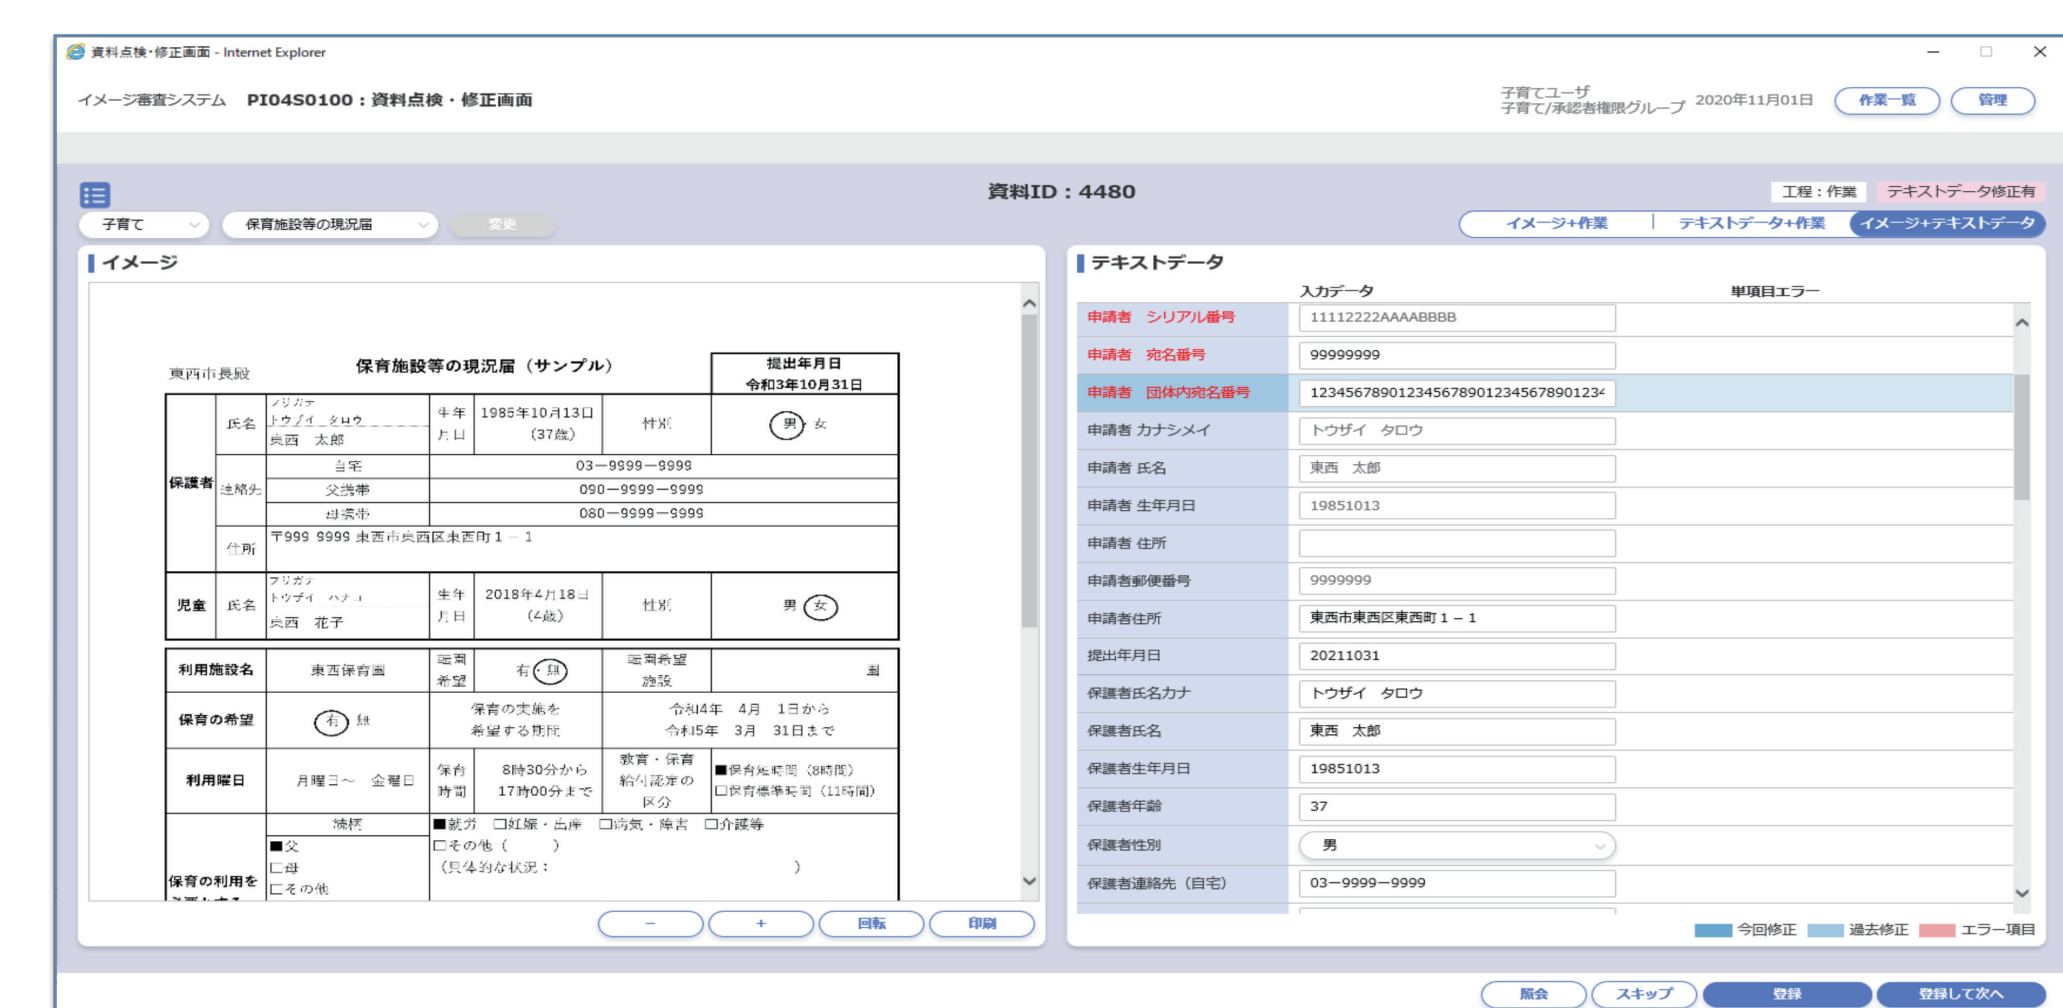 資料点検・修正画面 - Internet Explorer
イメージ審査システム PI04S0100：資料点検・修正画面
子育てユーザ
子育て/承認者権限グループ 2020年11月01日 作業一覧 管理
資料ID：4480
工程：作業 テキストデータ修正有
子育て 保育施設等の現況届 変更
イメージ+作業 テキストデータ+作業 イメージ+テキストデータ
イメージ
東西市長殿 保育施設等の現況届（サンプル） 提出年月日
令和3年10月31日
保護者 氏名 フリガナ
トウザイ タロウ
東西 太郎
生年月日 1985年10月13日
（37歳）
性別 男・女
連絡先 自宅 03－9999－9999
父携帯 090－9999－9999
母携帯 080－9999－9999
住所 〒999 9999 東西市東西区東西町１－１
児童 氏名 フリガナ
トウザイ ハナコ
東西 花子
生年月日 2018年4月18日
（4歳）
性別 男 女
利用施設名 東西保育園 転園希望 有・無 転園希望施設 園
保育の希望 有 無 保育の実施を
希望する期間
令和4年 4月 1日から
令和5年 3月 31日まで
利用曜日 月曜日～ 金曜日 保育時間 8時30分から
17時00分まで
教育・保育
給付認定の
区分
■保育短時間（8時間）
□保育標準時間（11時間）
保育の利用を
続柄
■父
□母
□その他
■就労 □妊娠・出産 □病気・障害 □介護等
□その他（ ）
（具体的な状況： ）
－ ＋ 回転 印刷
テキストデータ
入力データ 単項目エラー
申請者 シリアル番号 11112222AAAABBBB
申請者 宛名番号 99999999
申請者 団体内宛名番号 1234567890123456789012345678901234
申請者 カナシメイ トウザイ タロウ
申請者 氏名 東西 太郎
申請者 生年月日 19851013
申請者 住所
申請者郵便番号 9999999
申請者住所 東西市東西区東西町１－１
提出年月日 20211031
保護者氏名カナ トウザイ タロウ
保護者氏名 東西 太郎
保護者生年月日 19851013
保護者年齢 37
保護者性別 男
保護者連絡先（自宅） 03－9999－9999
今回修正 過去修正 エラー項目
照会 スキップ 登録 登録して次へ